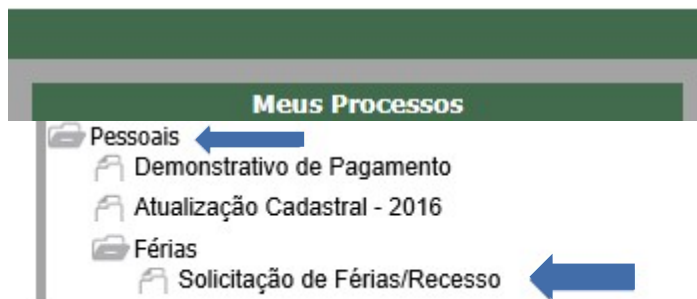 Meus Processos
Pessoais
Demonstrativo de Pagamento
Atualização Cadastral - 2016
Férias
Solicitação de Férias/Recesso